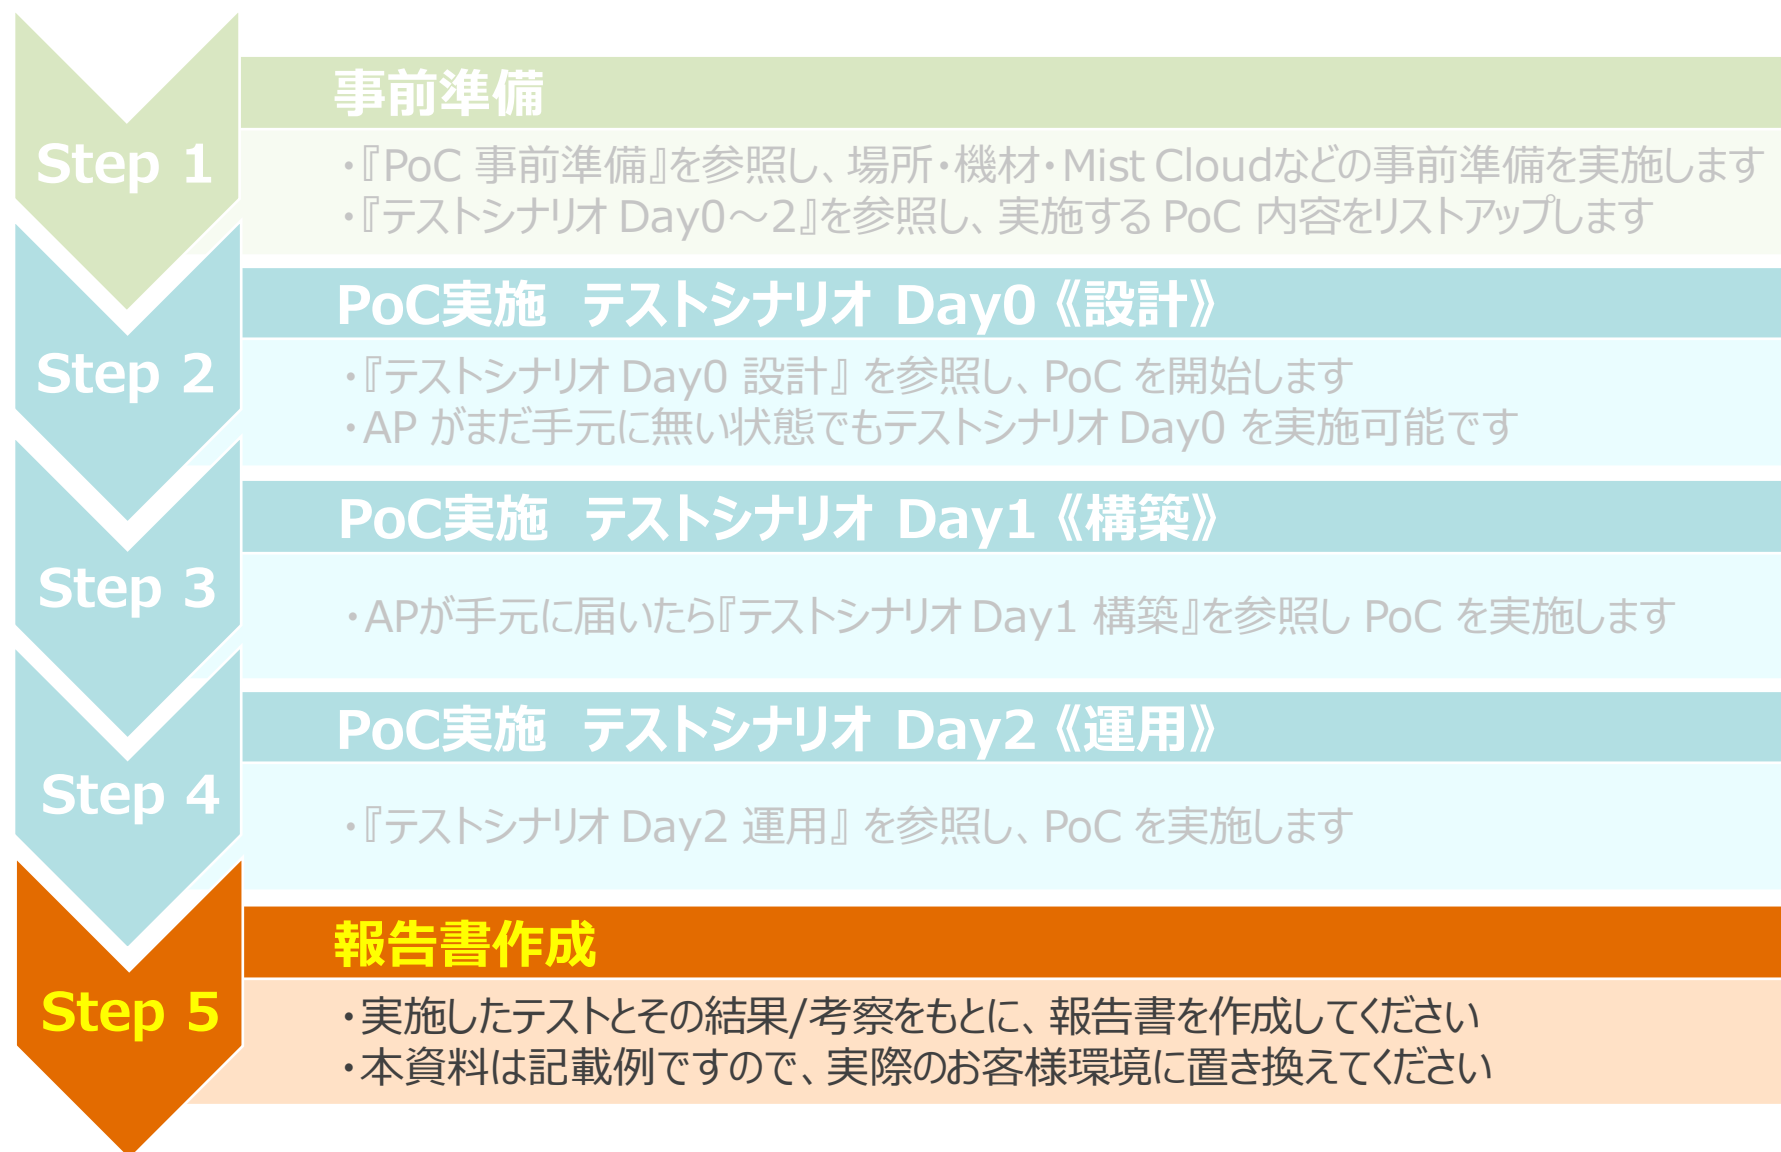 事前準備
Step 1
・『PoC 事前準備』を参照し、場所・機材・Mist Cloudなどの事前準備を実施します
・『テストシナリオ Day0～2』を参照し、実施する PoC 内容をリストアップします
PoC実施　テストシナリオ Day0《設計》
Step 2
・『テストシナリオ Day0 設計』 を参照し、PoC を開始します
・AP がまだ手元に無い状態でもテストシナリオ Day0 を実施可能です
PoC実施　テストシナリオ Day1《構築》
Step 3
・APが手元に届いたら『テストシナリオ Day1 構築』を参照し PoC を実施します
PoC実施　テストシナリオ Day2《運用》
Step 4
・『テストシナリオ Day2 運用』 を参照し、PoC を実施します
報告書作成
Step 5
・実施したテストとその結果/考察をもとに、報告書を作成してください
・本資料は記載例ですので、実際のお客様環境に置き換えてください